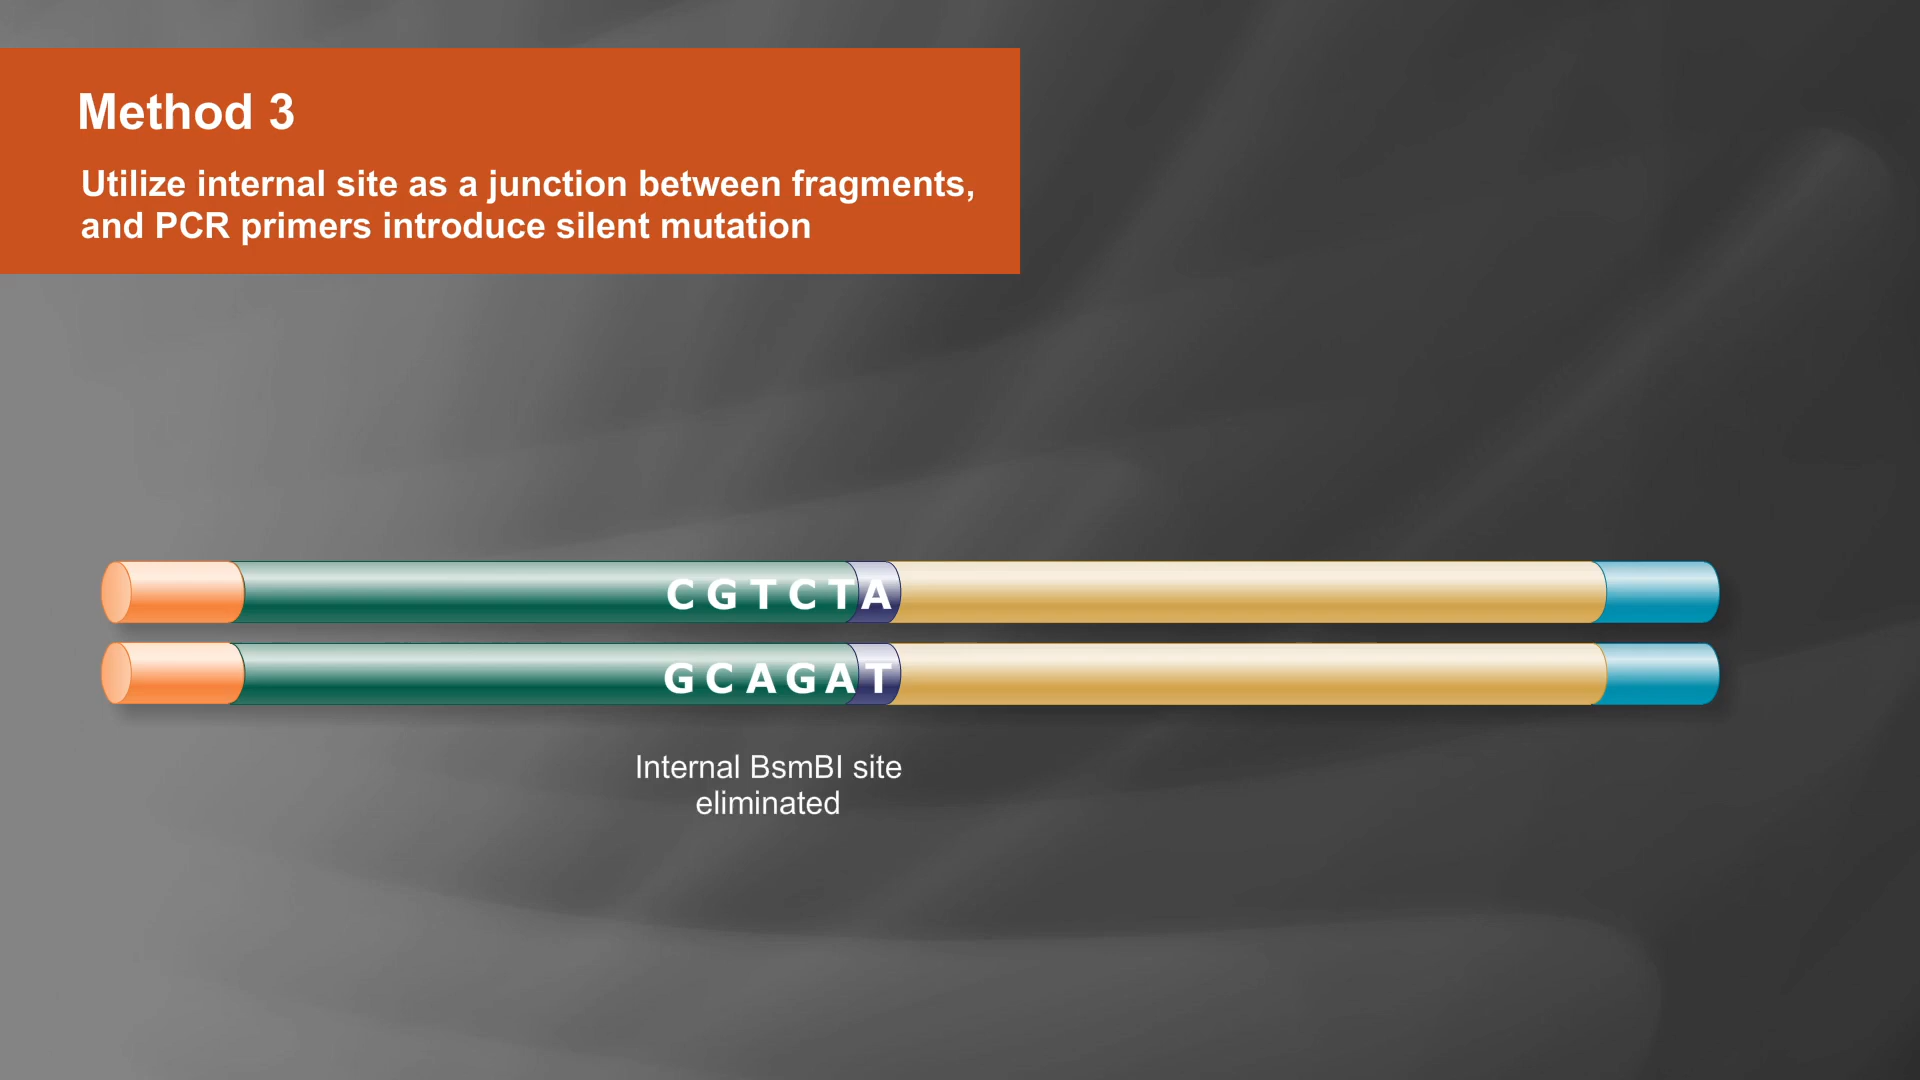 Method 3
Utilize internal site as a junction between fragments,
and PCR primers introduce silent mutation
CGTCTA
GCAGAT
Internal BsmBI site
eliminated